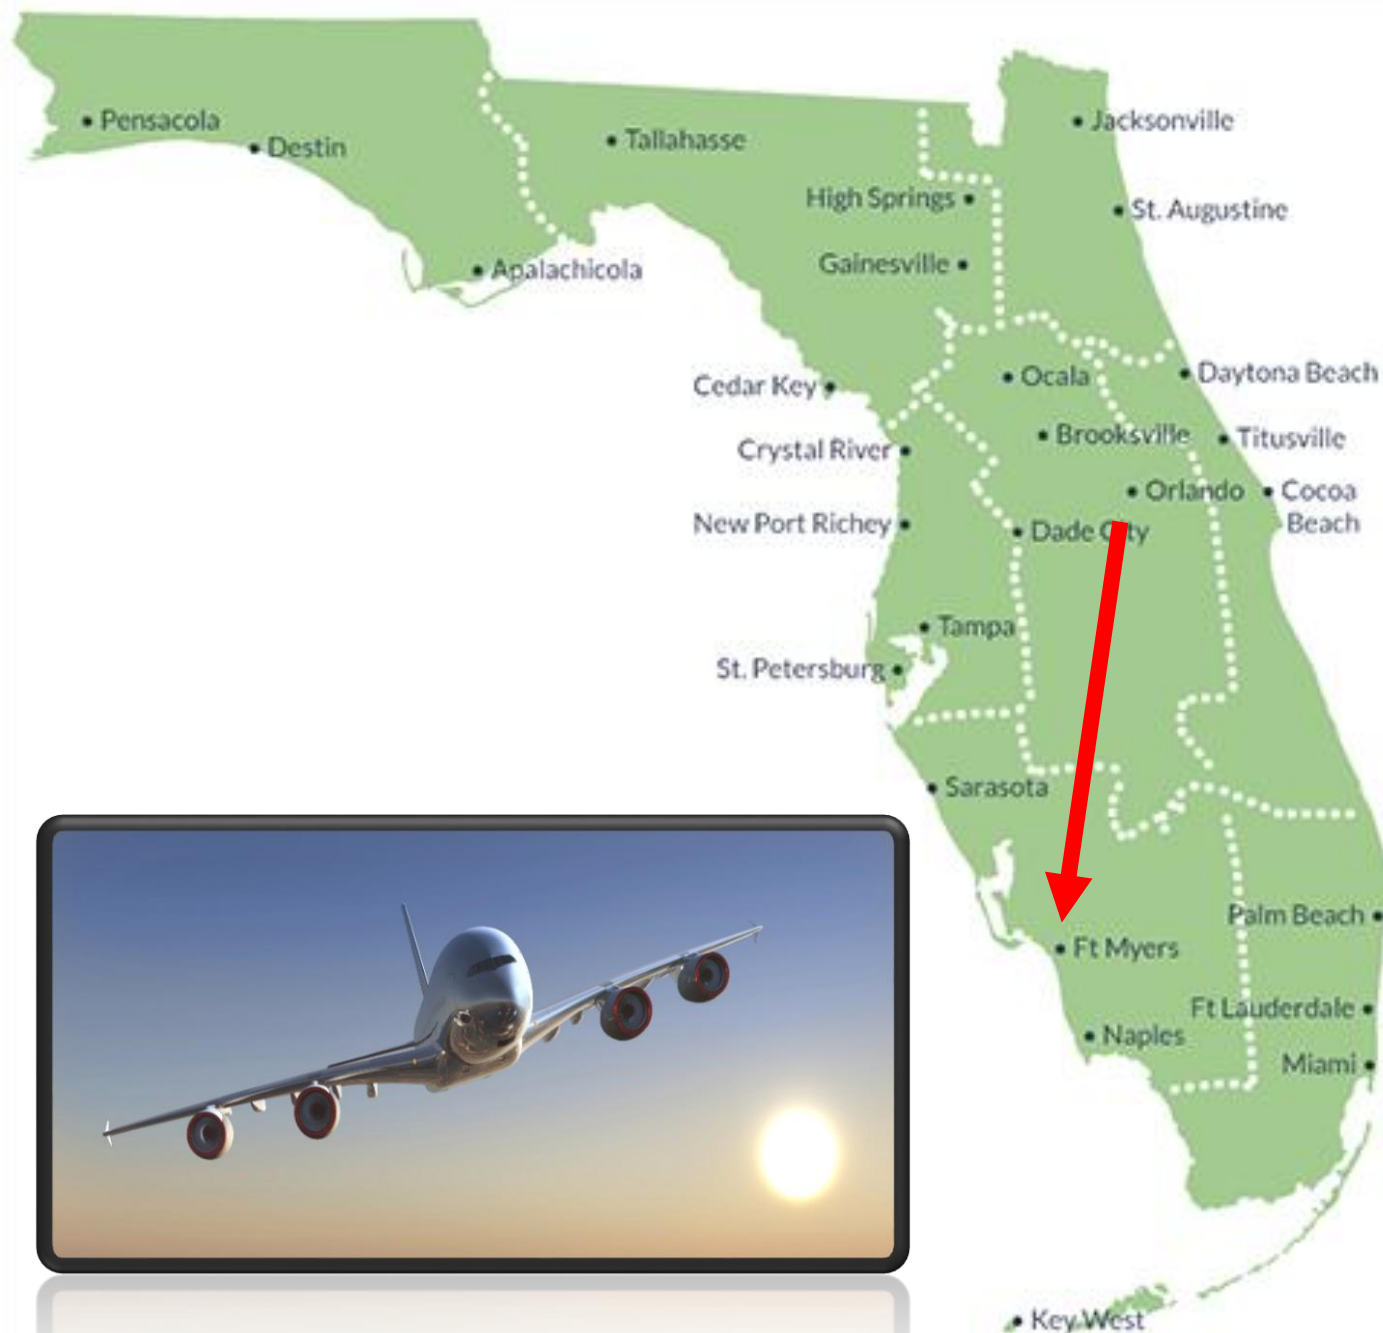 Pensacola
Destin
Tallahasse
Jacksonville
High Springs
St. Augustine
Gainesville
Apalachicola
Cedar Key
Ocala
Daytona Beach
Crystal River
Brooksville
Titusville
Orlando
Cocoa
Beach
New Port Richey
Dade City
Tampa
St. Petersburg
Sarasota
Palm Beach
Ft Myers
Ft Lauderdale
Naples
Miami
Key West